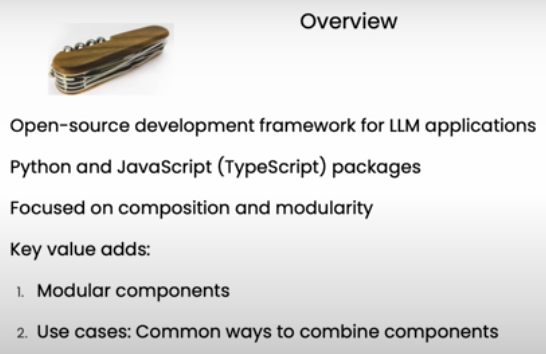 Overview
Open-source development framework for LLM applications
Python and JavaScript (TypeScript) packages
Focused on composition and modularity
Key value adds:
1. Modular components
2. Use cases: Common ways to combine components